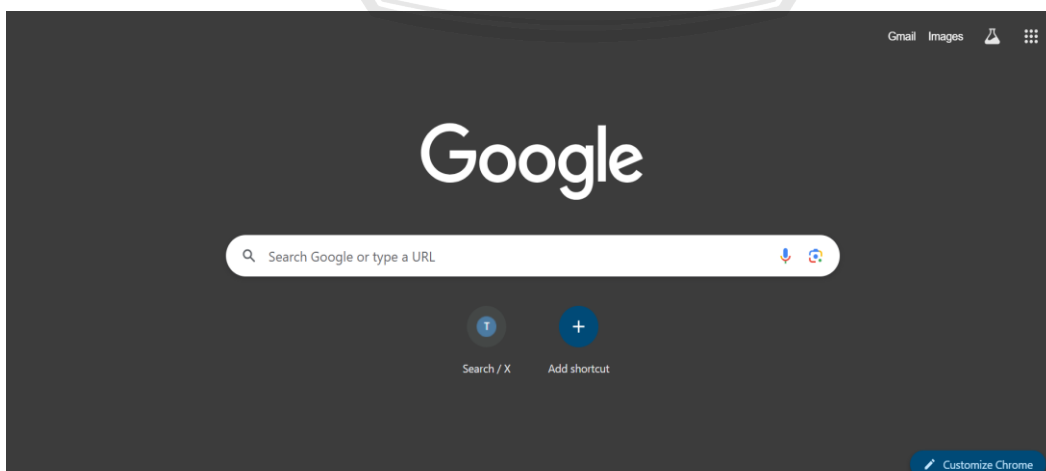 Gmail Images
Google
Search Google or type a URL
T
Search / X Add shortcut
Customize Chrome